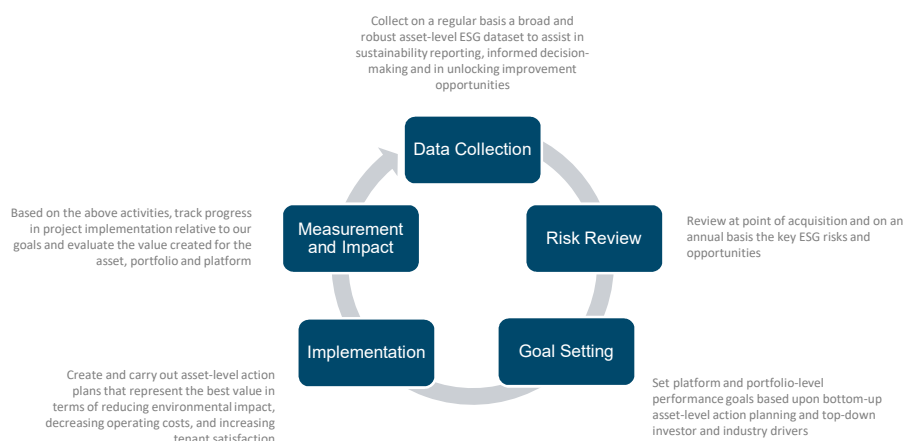 Collect on a regular basis a broad and
robust asset-level ESG dataset to assist in
sustainability reporting, informed decision-
making and in unlocking improvement
opportunities
Data Collection
Risk Review
Review at point of acquisition and on an
annual basis the key ESG risks and
opportunities
Goal Setting
Set platform and portfolio-level
performance goals based upon bottom-up
asset-level action planning and top-down
investor and industry drivers
Implementation
Create and carry out asset-level action
plans that represent the best value in
terms of reducing environmental impact,
decreasing operating costs, and increasing
tenant satisfaction
Measurement
and Impact
Based on the above activities, track progress
in project implementation relative to our
goals and evaluate the value created for the
asset, portfolio and platform